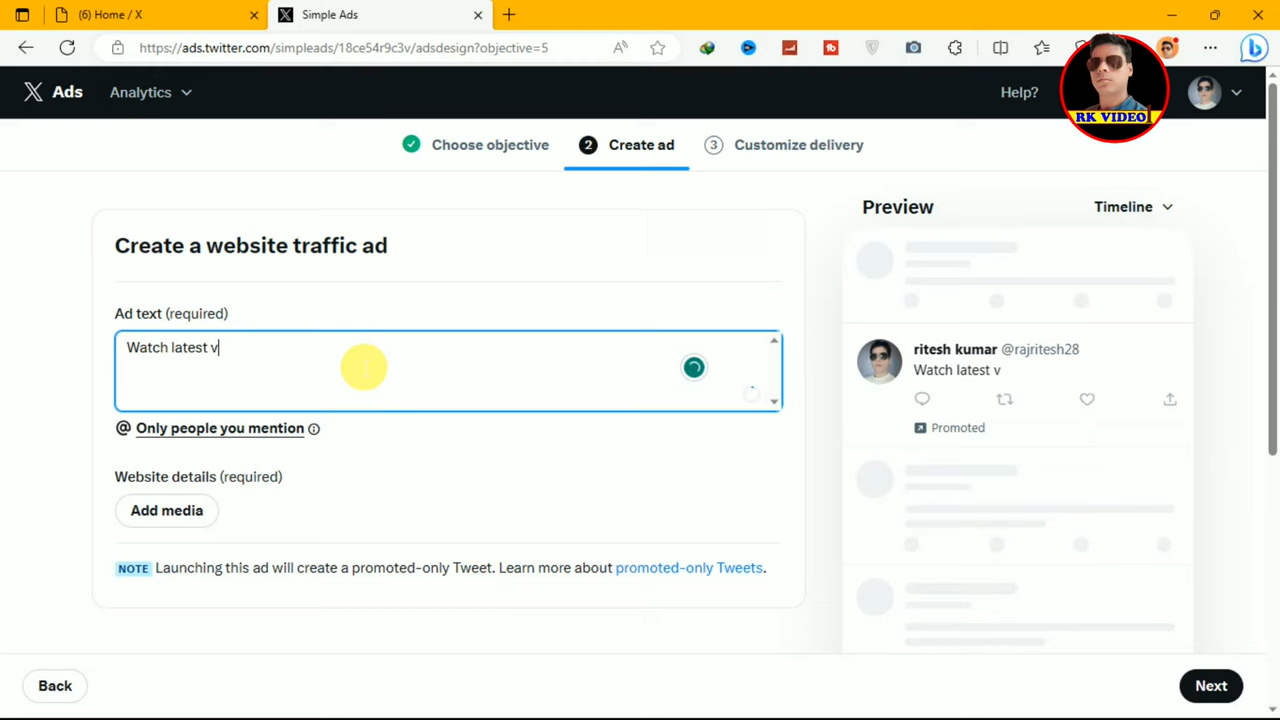 (6) Home / X
Simple Ads
https://ads.twitter.com/simpleads/18ce54r9c3v/adsdesign?objective=5
X Ads
Analytics
Help?
RK VIDEO1
Choose objective
2 Create ad
3 Customize delivery
Create a website traffic ad
Ad text (required)
Watch latest v
@ Only people you mention
Website details (required)
Add media
NOTE Launching this ad will create a promoted-only Tweet. Learn more about promoted-only Tweets.
Preview
Timeline
ritesh kumar @rajritesh28
Watch latest v
Promoted
Back
Next